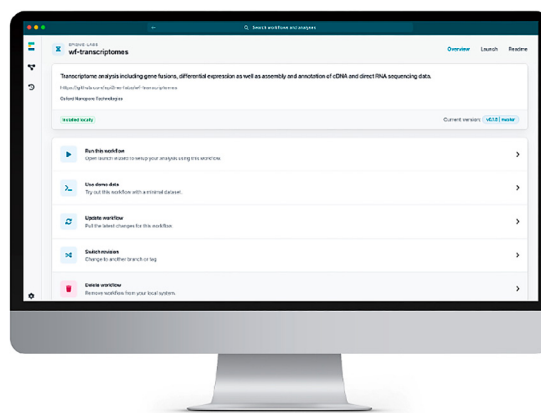 Search workflows and analyses
EPI2ME LABS
wf-transcriptomes
Overview
Launch
Readme
Transcriptome analysis including gene fusions, differential expression as well as assembly and annotation of cDNA and direct RNA sequencing data.
Oxford Nanopore Technologies
Installed locally
Current version:
master
Run this workflow
Open launch wizard to setup your analysis using this workflow.
Use demo data
Try out this workflow with a minimal dataset.
Update workflow
Pull the latest changes for this workflow.
Switch revision
Change to another branch or tag.
Delete workflow
Remove workflow from your local system.